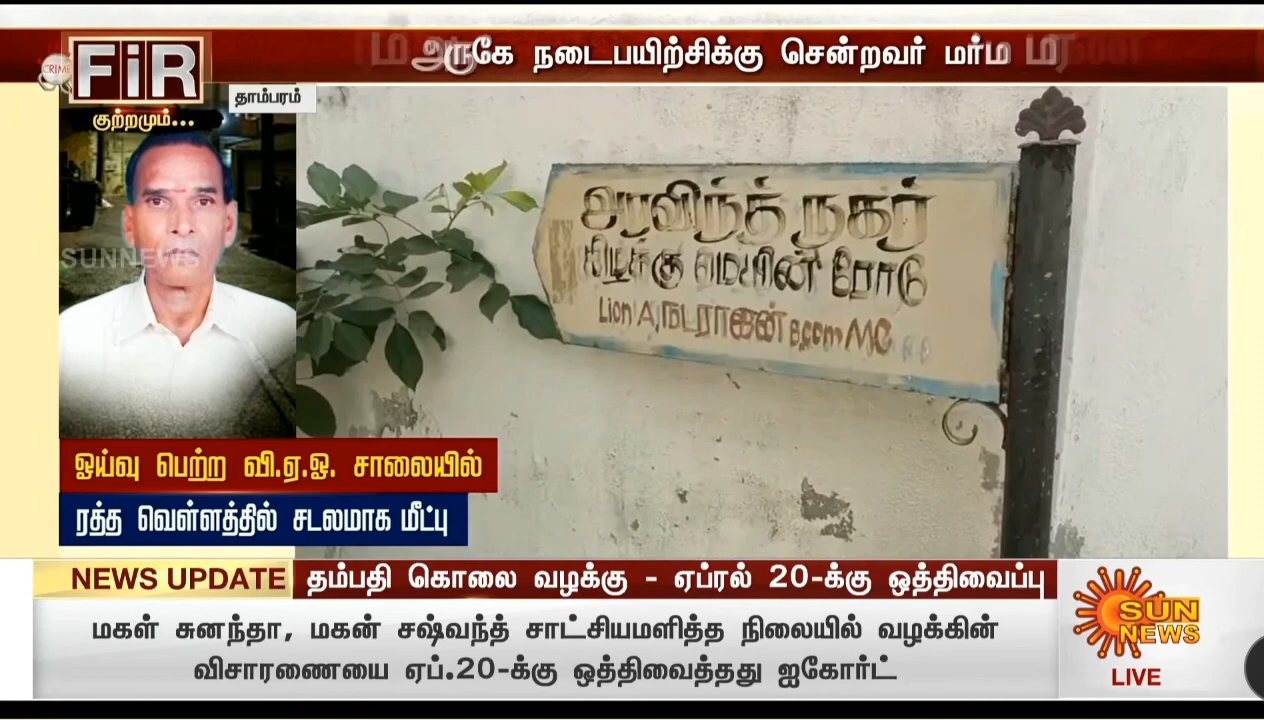 அருகே நடைபயிற்சிக்கு சென்றவர் மர்ம
CRIME
FiR
தாம்பரம்
குற்றமும்...
SUNNEWS
அரவிந்த் நகர்
கிழக்கு மெயின் ரோடு
Lion A, நடராஜன் B.com MC
ஓய்வு பெற்ற வி.ஏ.ஓ. சாலையில்
ரத்த வெள்ளத்தில் சடலமாக மீட்பு
NEWS UPDATE தம்பதி கொலை வழக்கு - ஏப்ரல் 20-க்கு ஒத்திவைப்பு
மகள் சுனந்தா, மகன் சஷ்வந்த் சாட்சியமளித்த நிலையில் வழக்கின்
விசாரணையை ஏப்.20-க்கு ஒத்திவைத்தது ஐகோர்ட்
SUN
NEWS
LIVE